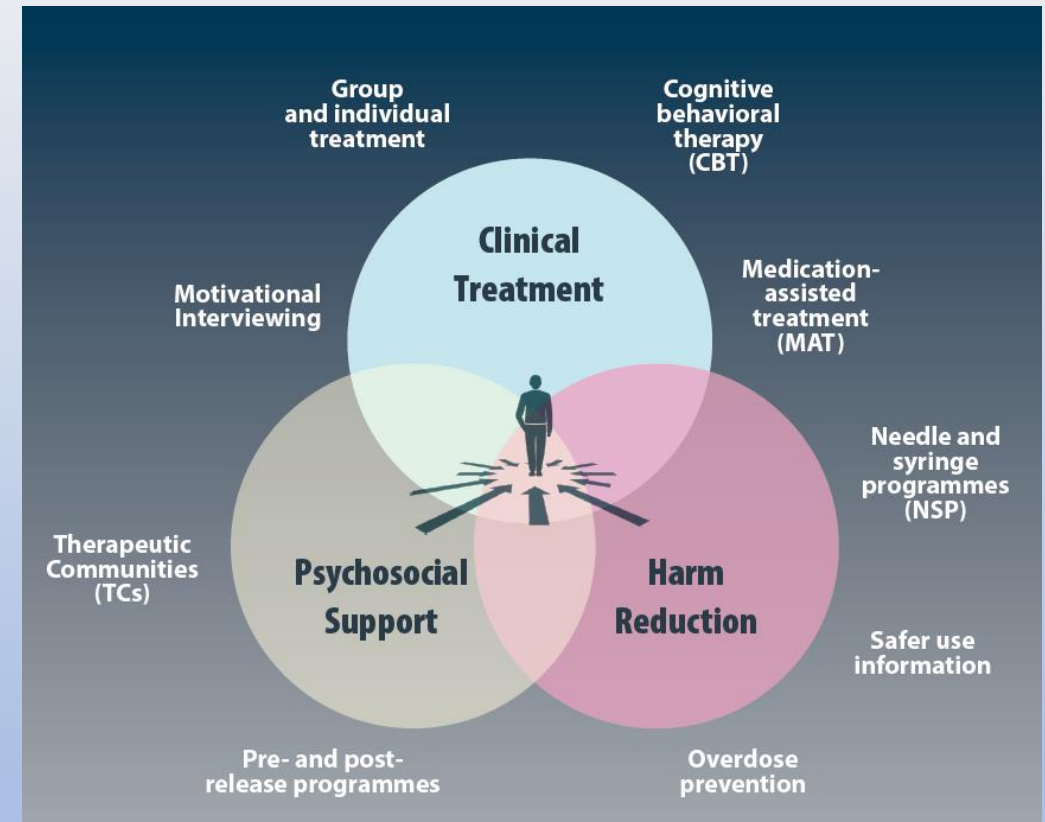 Group
and individual
treatment
Cognitive
behavioral
therapy
(CBT)
Clinical
Treatment
Motivational
Interviewing
Medication-
assisted
treatment
(MAT)
Needle and
syringe
programmes
(NSP)
Therapeutic
Communities
(TCs)
Psychosocial
Support
Harm
Reduction
Safer use
information
Pre- and post-
release programmes
Overdose
prevention